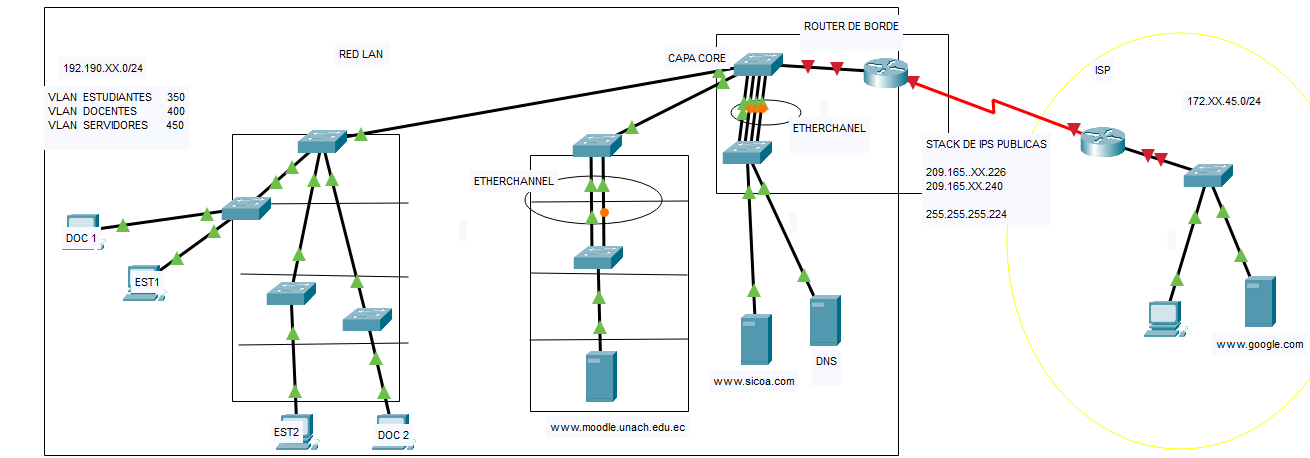 ROUTER DE BORDE
RED LAN
CAPA CORE
192.190.XX.0/24
ISP
VLAN ESTUDIANTES 350
VLAN DOCENTES 400
VLAN SERVIDORES 450
172.XX.45.0/24
ETHERCHANEL
STACK DE IPS PUBLICAS
209.165..XX.226
209.165.XX.240
255.255.255.224
ETHERCHANNEL
DOC 1
EST1
www.google.com
DNS
www.sicoa.com
EST2
DOC 2
www.moodle.unach.edu.ec